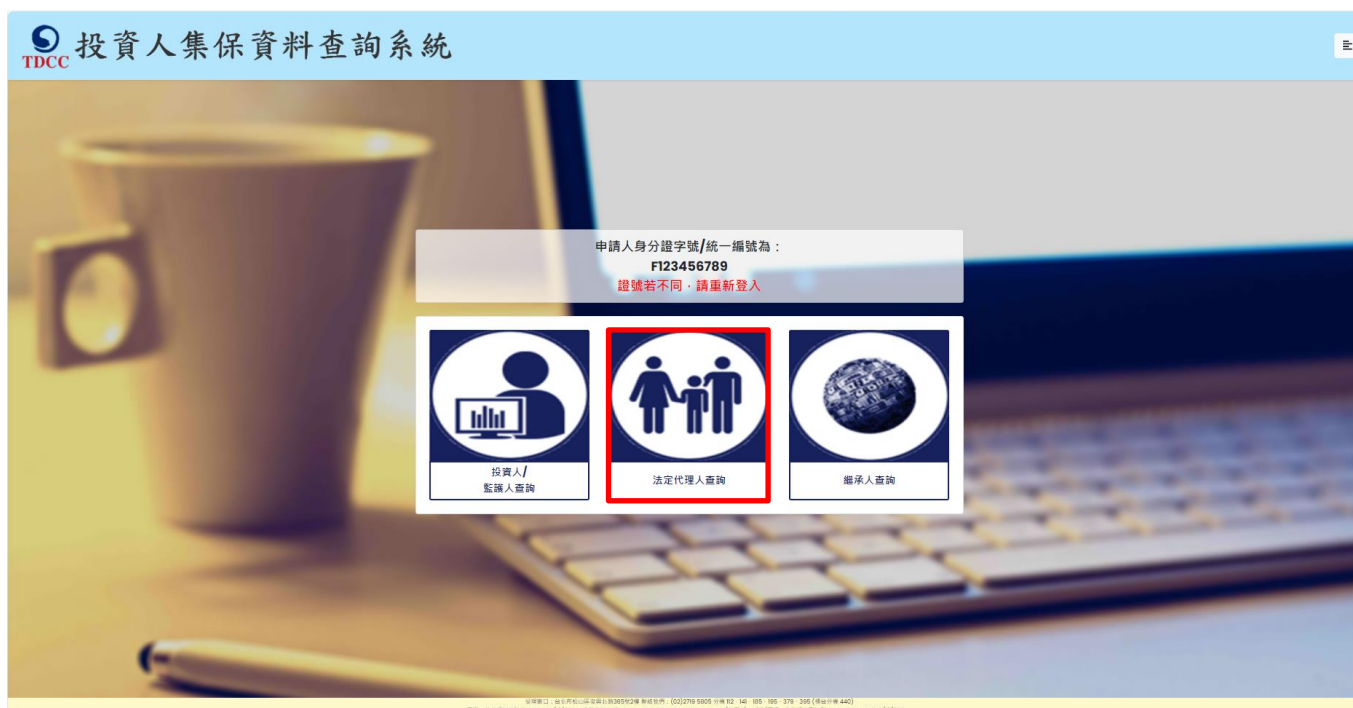 TDCC 投資人集保資料查詢系統
申請人身分證字號/統一編號為：
F123456789
證號若不同，請重新登入
投資人/
監護人查詢
法定代理人查詢
繼承人查詢